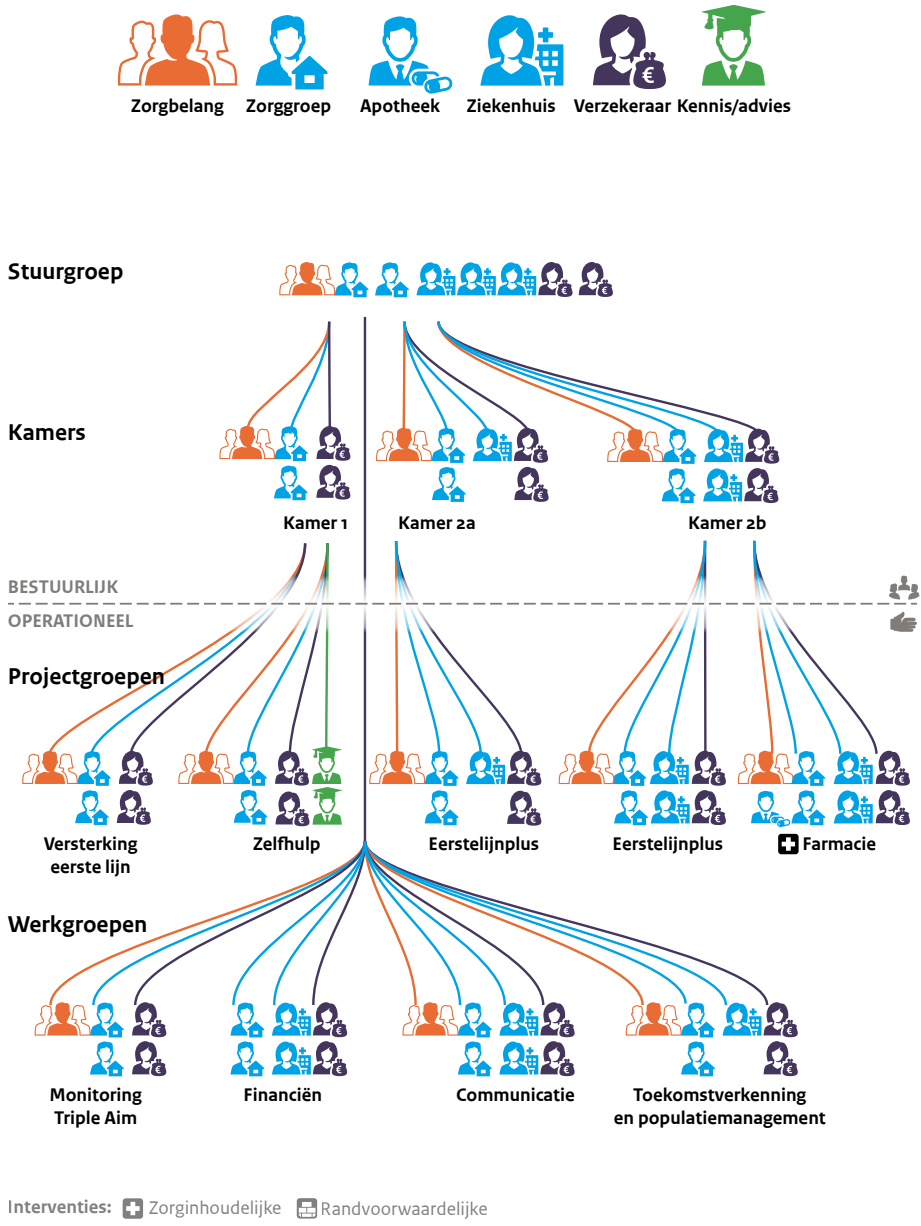 Zorgbelang Zorggroep Apotheek Ziekenhuis Verzekeraar Kennis/advies
Stuurgroep
Kamers
Kamer 1 Kamer 2a Kamer 2b
BESTUURLIJK
OPERATIONEEL
Projectgroepen
Versterking
eerste lijn
Zelfhulp
Eerstelijnplus
Eerstelijnplus
Farmacie
Werkgroepen
Monitoring
Triple Aim
Financiën
Communicatie
Toekomstverkenning
en populatiemanagement
Interventies: Zorginhoudelijke Randvoorwaardelijke